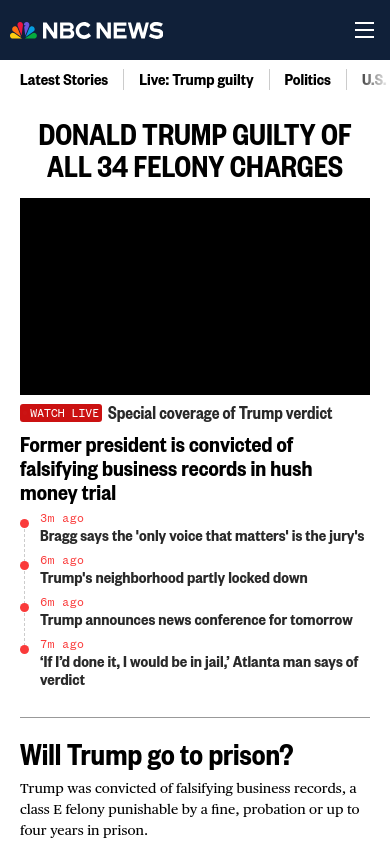 NBC NEWS
Latest Stories
Live: Trump guilty
Politics
U.S.
DONALD TRUMP GUILTY OF
ALL 34 FELONY CHARGES
WATCH LIVE Special coverage of Trump verdict
Former president is convicted of
falsifying business records in hush
money trial
3m ago
Bragg says the 'only voice that matters' is the jury's
6m ago
Trump's neighborhood partly locked down
6m ago
Trump announces news conference for tomorrow
7m ago
‘If I’d done it, I would be in jail,’ Atlanta man says of
verdict
Will Trump go to prison?
Trump was convicted of falsifying business records, a
class E felony punishable by a fine, probation or up to
four years in prison.